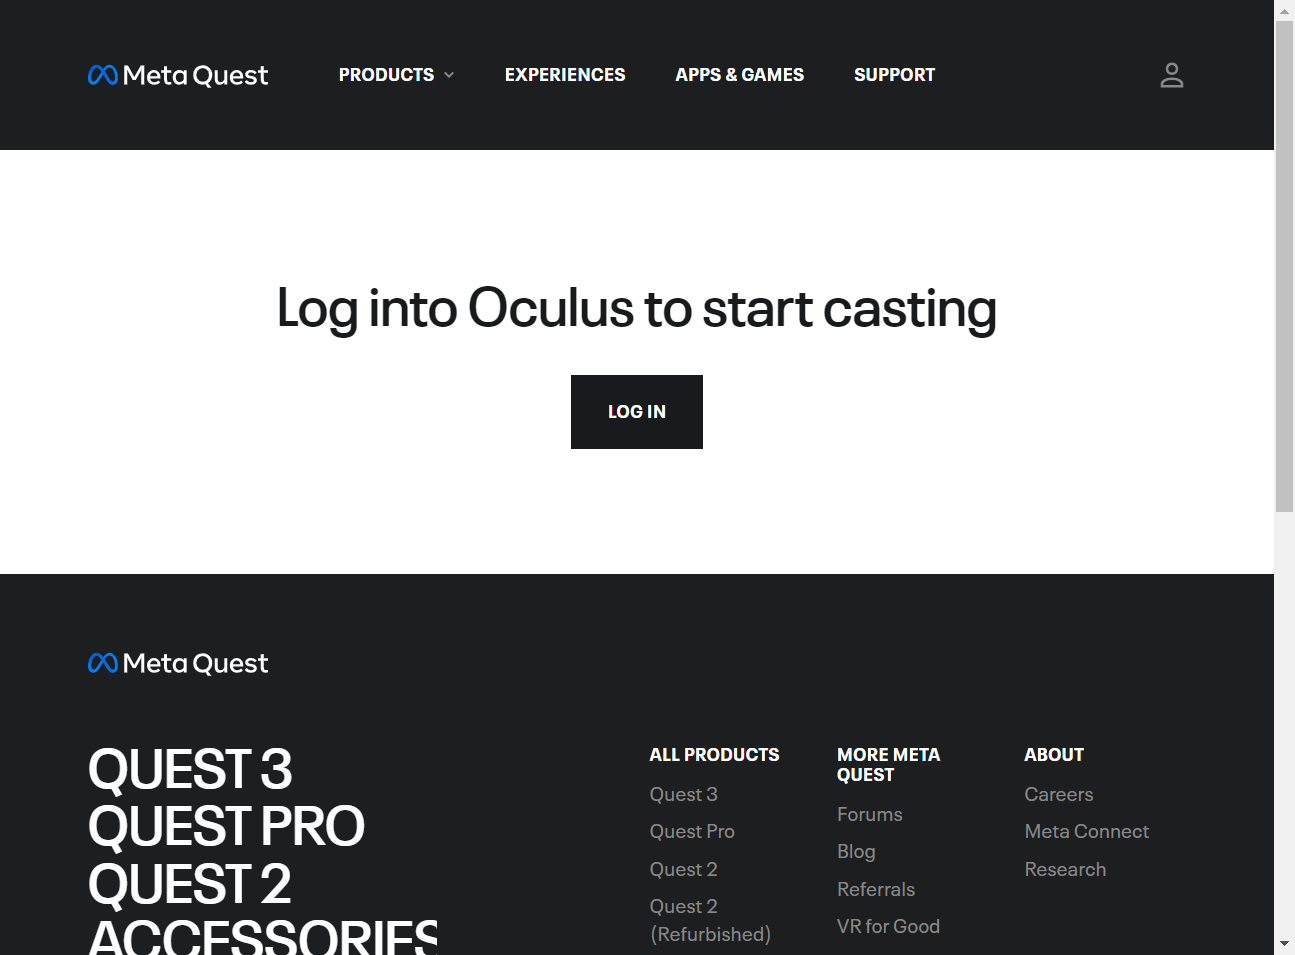 Meta Quest PRODUCTS EXPERIENCES APPS & GAMES SUPPORT
Log into Oculus to start casting
LOG IN
Meta Quest
QUEST 3
QUEST PRO
QUEST 2
ACCESSORIES
ALL PRODUCTS
Quest 3
Quest Pro
Quest 2
Quest 2
(Refurbished)
MORE META
QUEST
Forums
Blog
Referrals
VR for Good
ABOUT
Careers
Meta Connect
Research